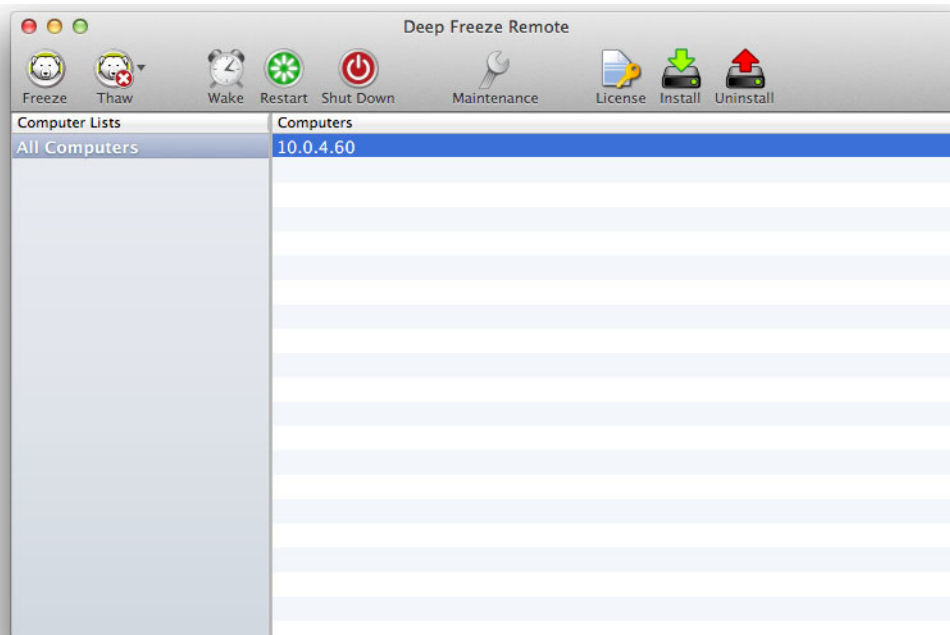 Deep Freeze Remote
Freeze Thaw Wake Restart Shut Down Maintenance License Install Uninstall
Computer Lists Computers
All Computers 10.0.4.60